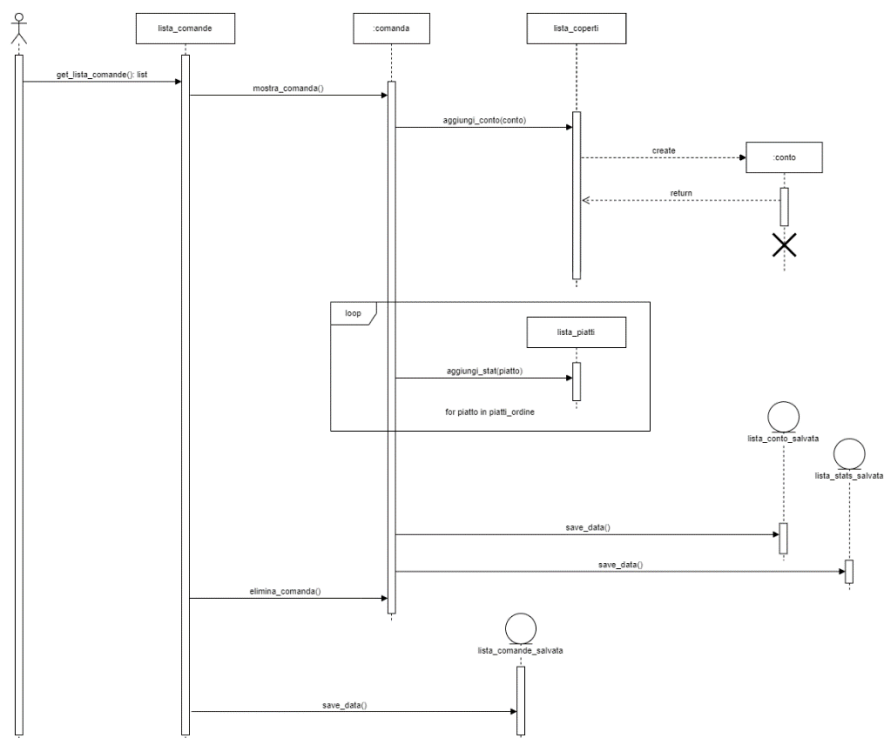 lista_comande
:comanda
lista_coperti
get_lista_comande(): list
mostra_comanda()
aggiungi_conto(conto)
create
:conto
return
loop
lista_piatti
aggiungi_stat(piatto)
for piatto in piatti_ordine
lista_conto_salvata
lista_stats_salvata
save_data()
save_data()
elimina_comanda()
lista_comande_salvata
save_data()